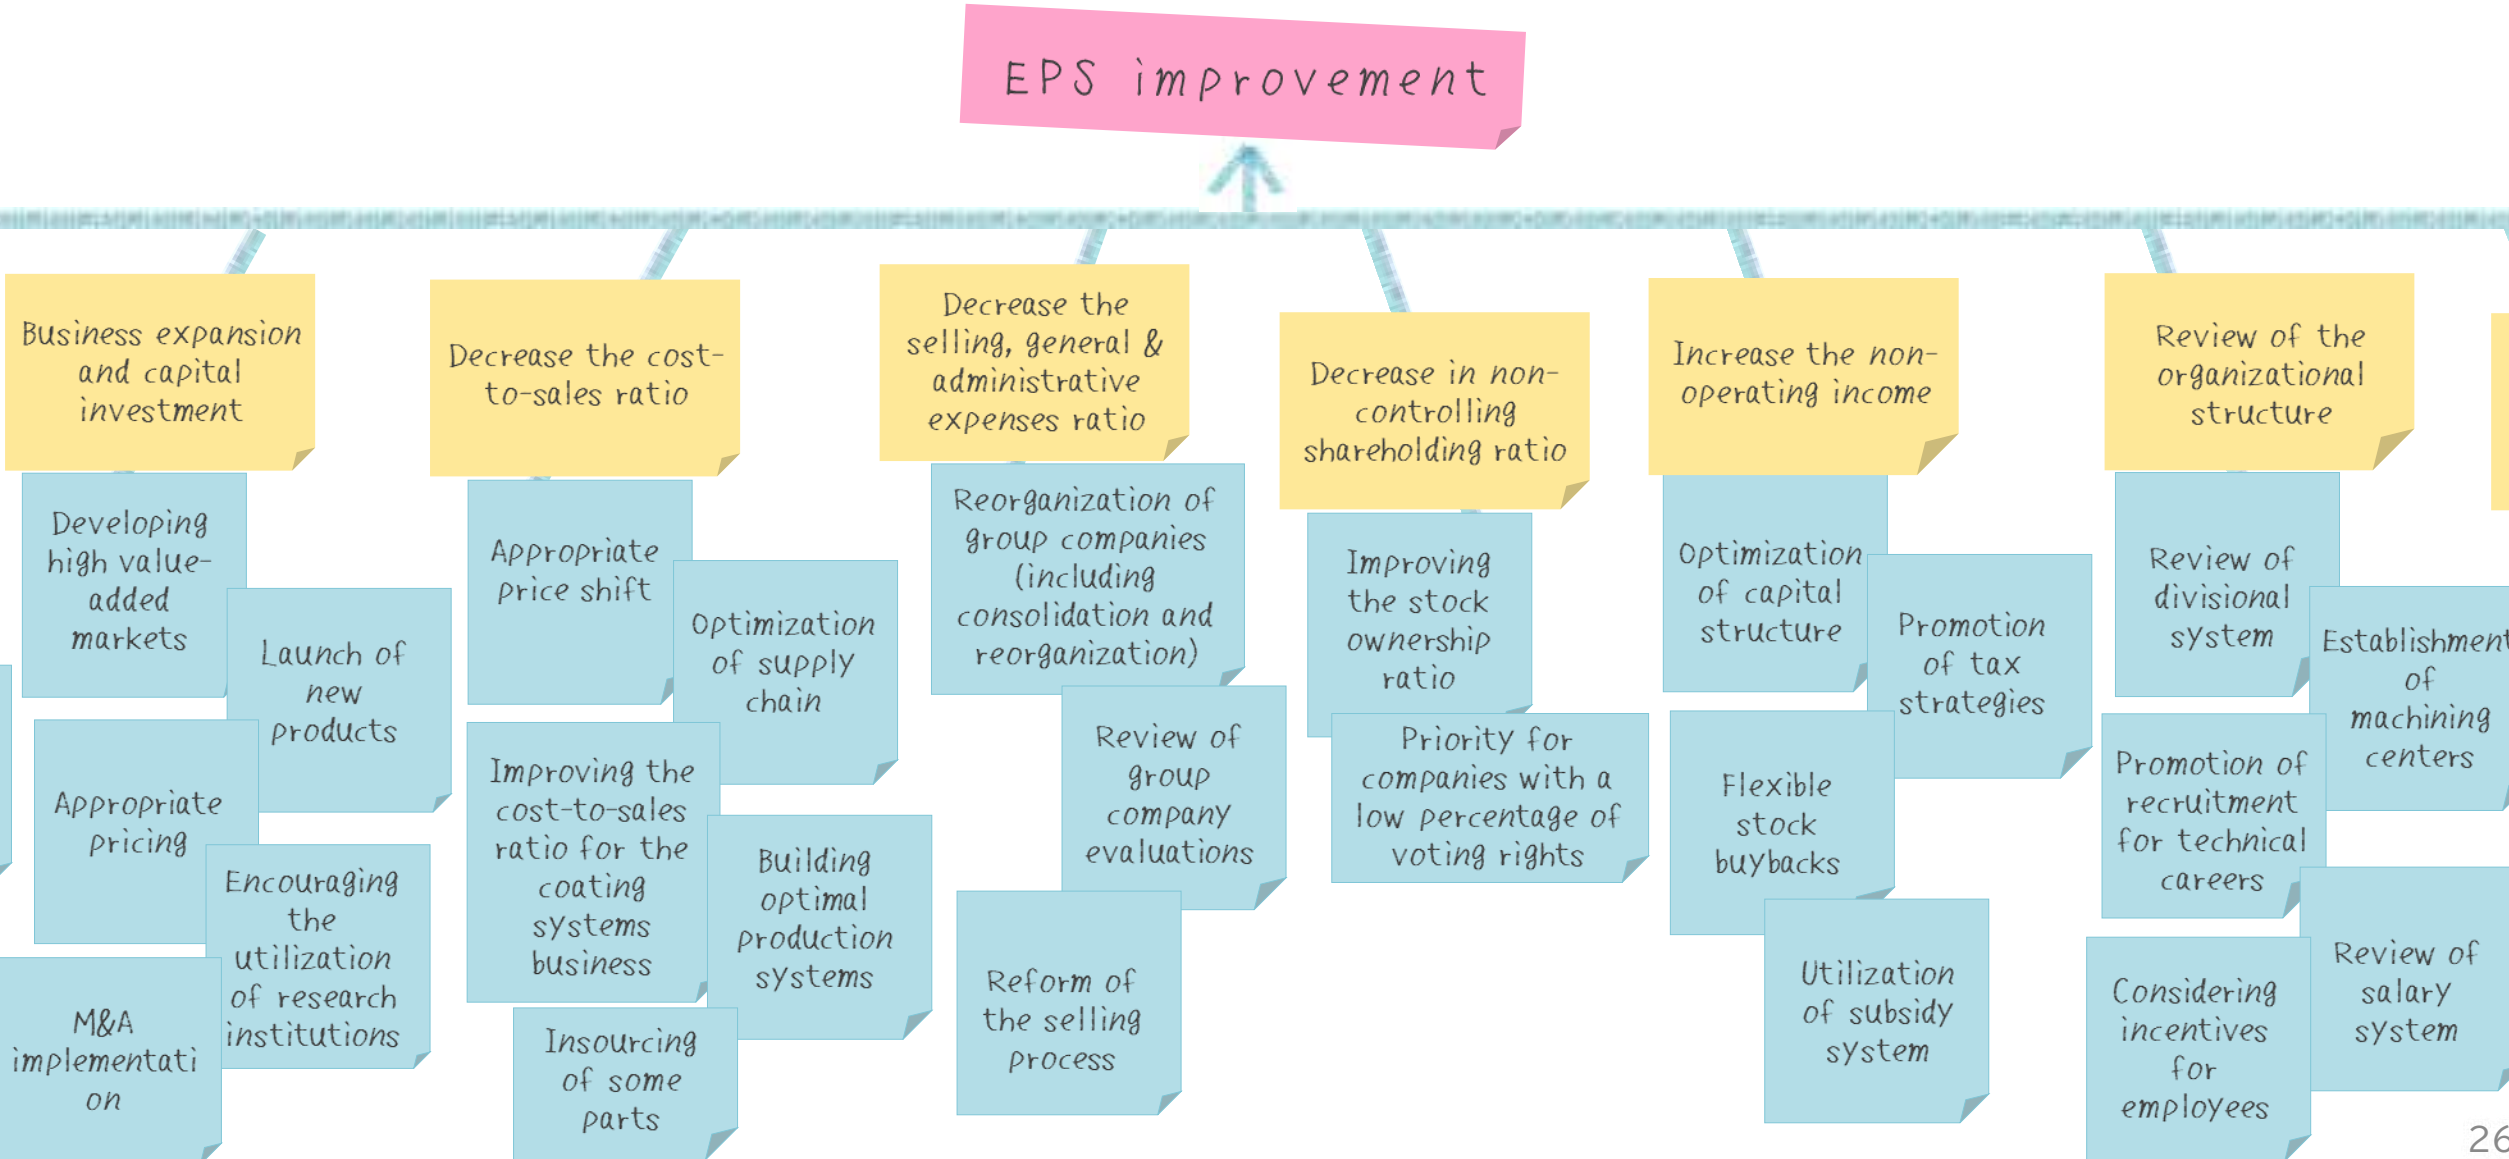 EPS improvement
Business expansion
and capital
investment
Developing
high value-
added
markets
Launch of
new
products
Appropriate
pricing
Encouraging
the
utilization
of research
institutions
M&A
implementati
on
Decrease the cost-
to-sales ratio
Appropriate
price shift
Optimization
of supply
chain
Improving the
cost-to-sales
ratio for the
coating
systems
business
Building
optimal
production
systems
Insourcing
of some
parts
Decrease the
selling, general &
administrative
expenses ratio
Reorganization of
group companies
(including
consolidation and
reorganization)
Review of
group
company
evaluations
Reform of
the selling
process
Decrease in non-
controlling
shareholding ratio
Improving
the stock
ownership
ratio
Priority for
companies with a
low percentage of
voting rights
Increase the non-
operating income
Optimization
of capital
structure
Promotion
of tax
strategies
Flexible
stock
buybacks
Utilization
of subsidy
system
Review of the
organizational
structure
Review of
divisional
system
Establishment
of
machining
centers
Promotion of
recruitment
for technical
careers
Review of
salary
system
Considering
incentives
for
employees
26